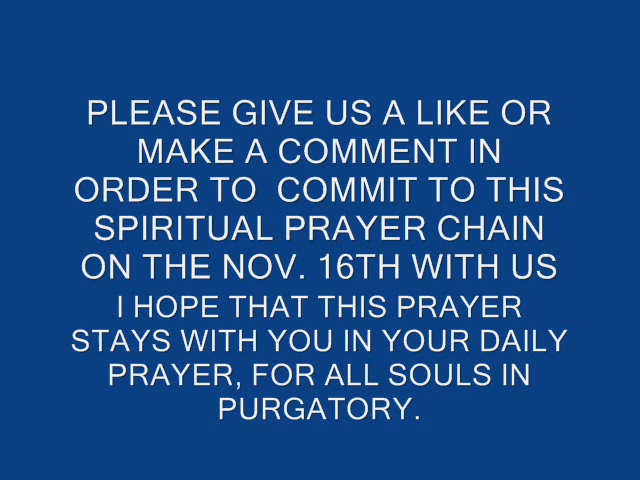 PLEASE GIVE US A LIKE OR
MAKE A COMMENT IN
ORDER TO  COMMIT TO THIS
SPIRITUAL PRAYER CHAIN
ON THE NOV. 16TH WITH US
I HOPE THAT THIS PRAYER
STAYS WITH YOU IN YOUR DAILY
PRAYER, FOR ALL SOULS IN
PURGATORY.